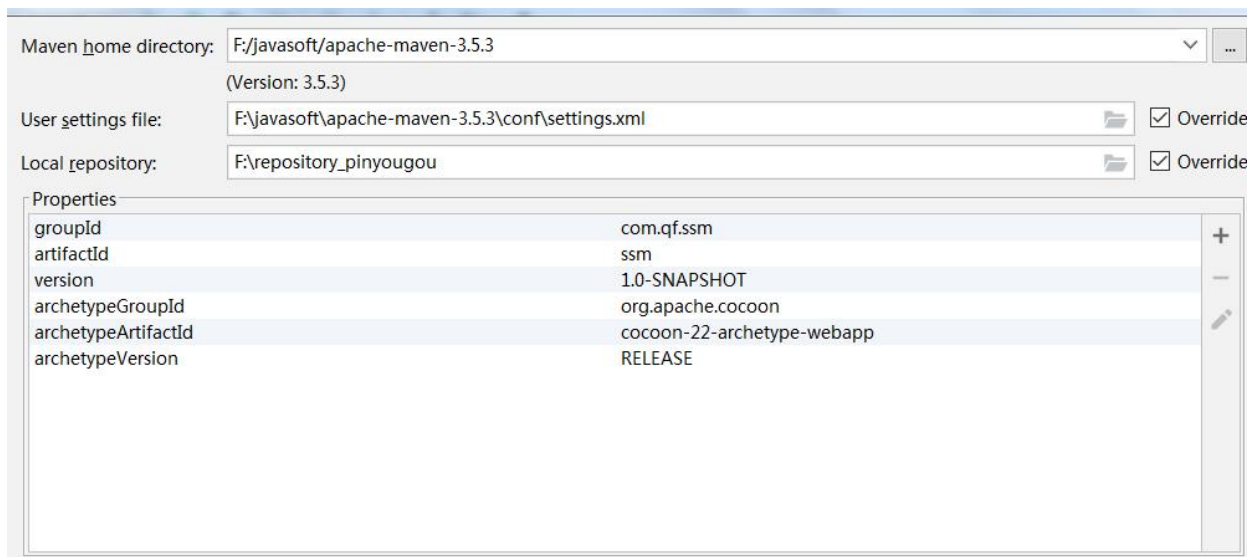 Maven home directory: F:/javasoft/apache-maven-3.5.3 ...
(Version: 3.5.3)
User settings file: F:\javasoft\apache-maven-3.5.3\conf\settings.xml Override
Local repository: F:\repository_pinyougou Override
Properties
groupId com.qf.ssm
artifactId ssm
version 1.0-SNAPSHOT
archetypeGroupId org.apache.cocoon
archetypeArtifactId cocoon-22-archetype-webapp
archetypeVersion RELEASE